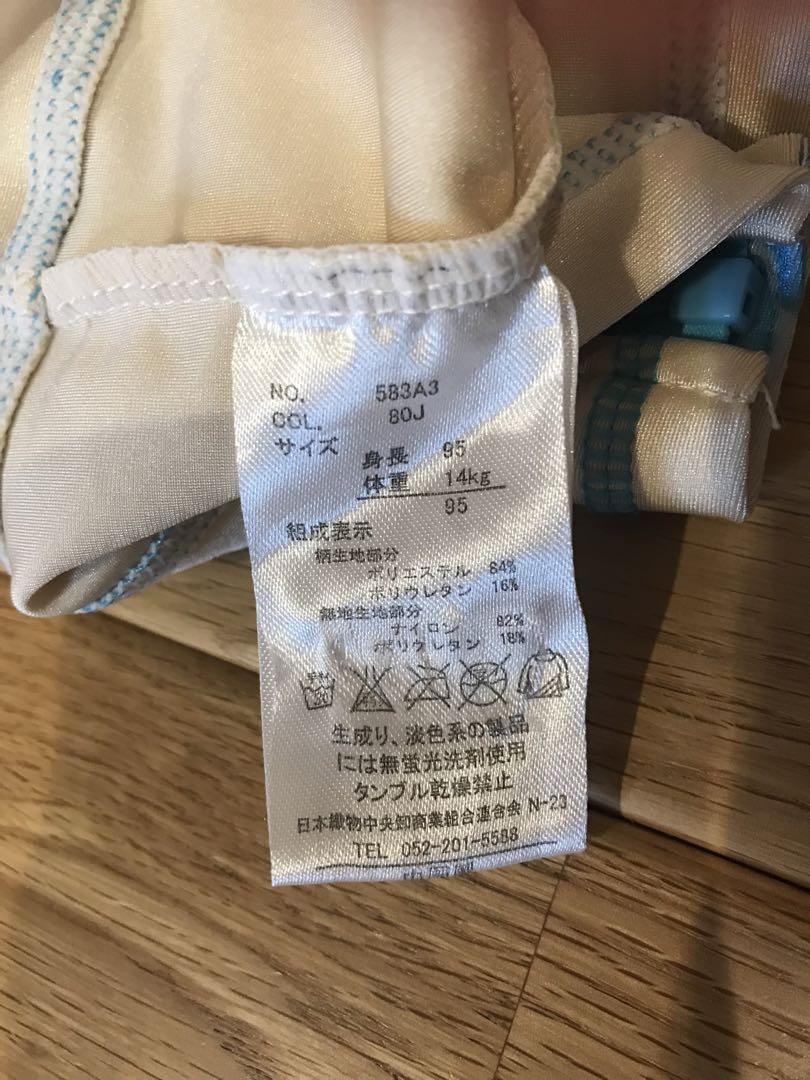 NO. 583A3
COL. 80J
サイズ 身長 95
体重 14kg
95
組成表示
柄生地部分
ポリエステル 84%
ポリウレタン 16%
無地生地部分
ナイロン 82%
ポリウレタン 18%
生成り、淡色系の製品
には無蛍光洗剤使用
タンブル乾燥禁止
日本織物中央卸商業組合連合会 N-23
TEL 052-201-5588